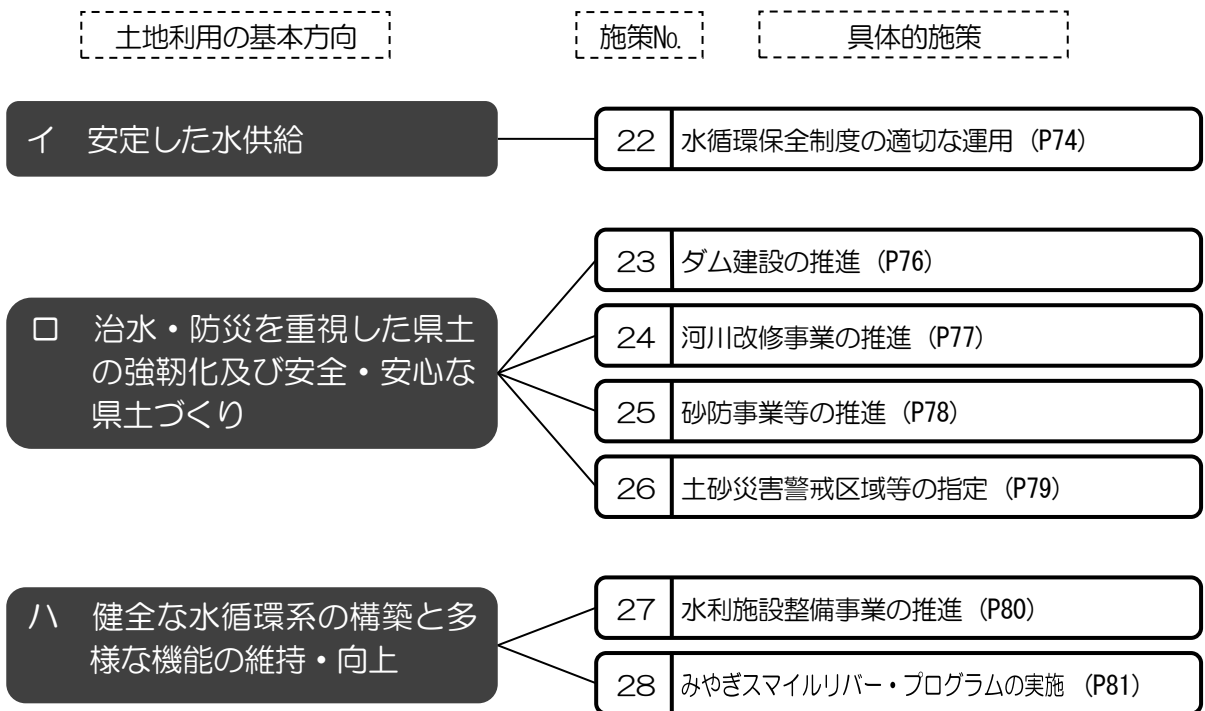 土地利用の基本方向
施策No.
具体的施策
イ 安定した水供給
22 水循環保全制度の適切な運用 (P74)
ロ 治水・防災を重視した県土
の強靭化及び安全・安心な
県土づくり
23 ダム建設の推進 (P76)
24 河川改修事業の推進 (P77)
25 砂防事業等の推進 (P78)
26 土砂災害警戒区域等の指定 (P79)
ハ 健全な水循環系の構築と多
様な機能の維持・向上
27 水利施設整備事業の推進 (P80)
28 みやぎスマイルリバー・プログラムの実施 (P81)